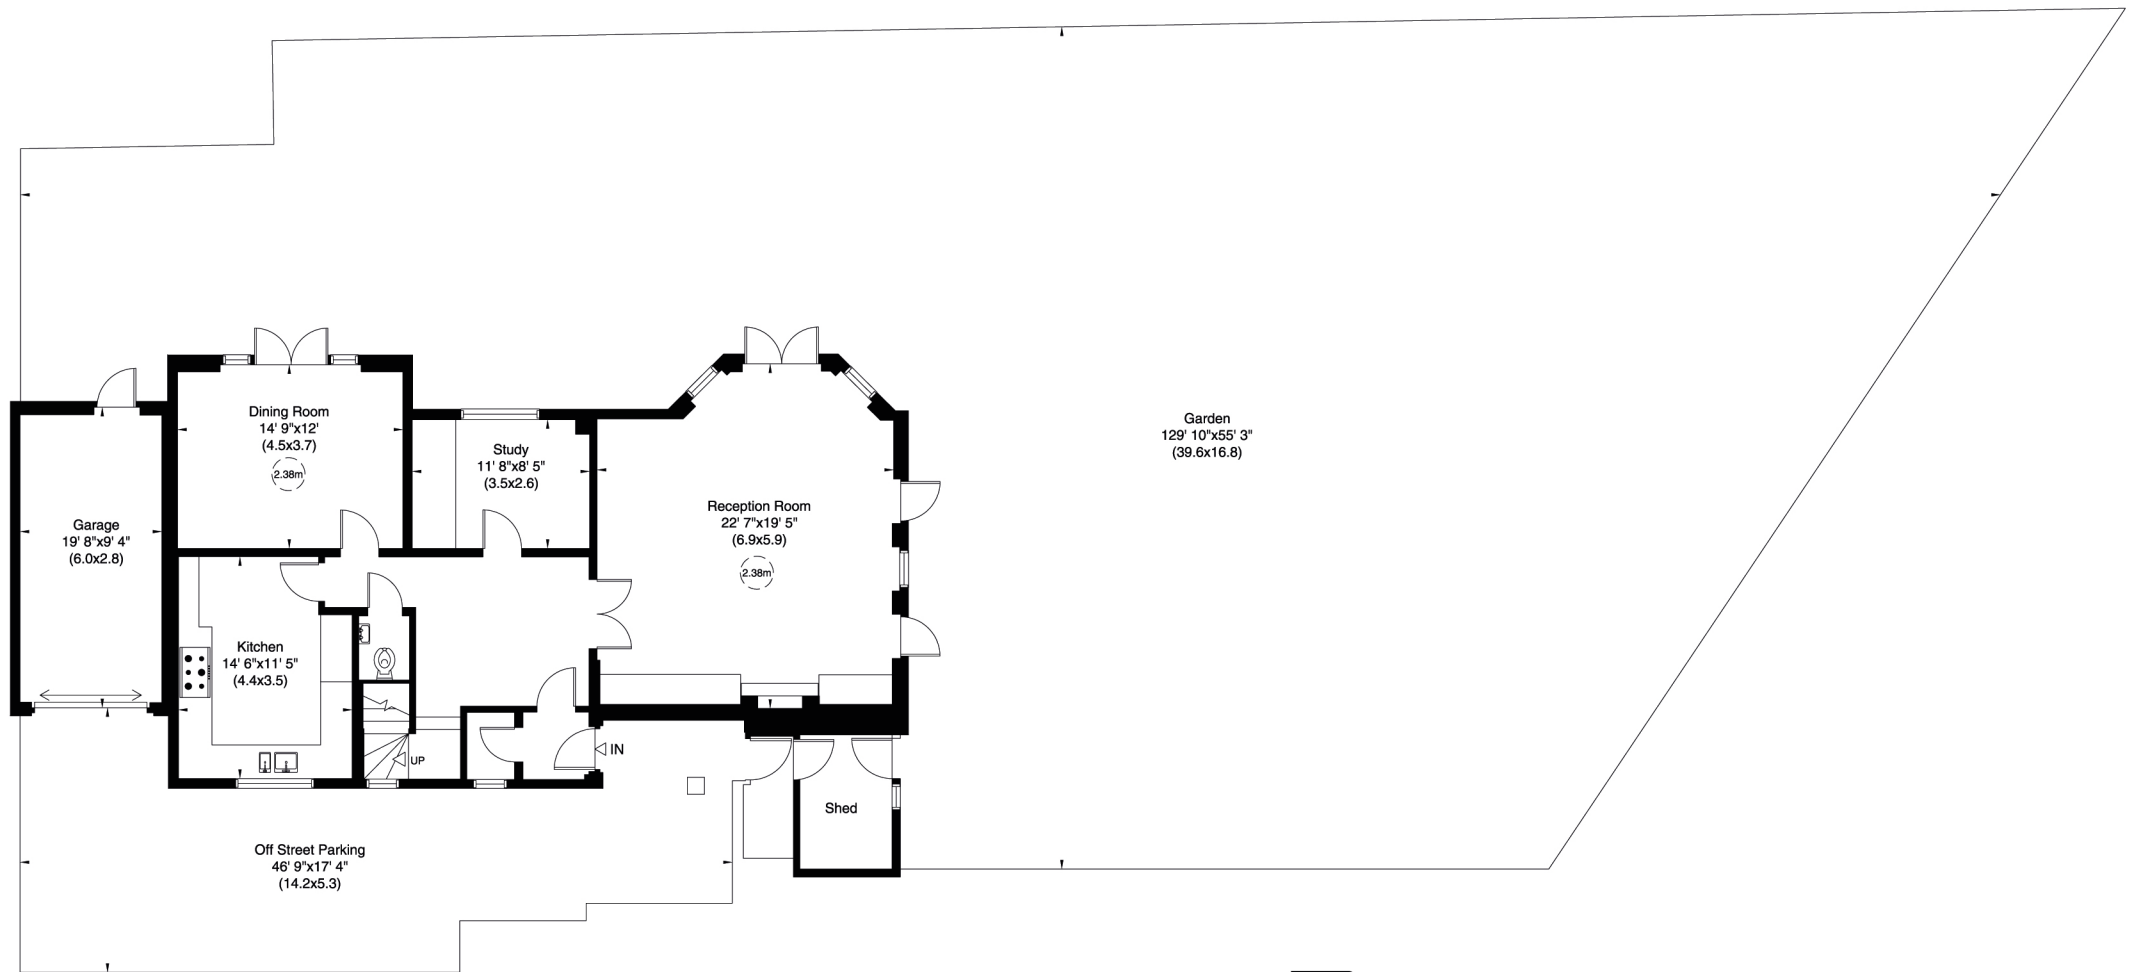 Garden
129' 10"x55' 3"
(39.6x16.8)
Dining Room
14' 9"x12'
(4.5x3.7)
2.38m
Study
11' 8"x8' 5"
(3.5x2.6)
Reception Room
22' 7"x19' 5"
(6.9x5.9)
2.38m
Garage
19' 8"x9' 4"
(6.0x2.8)
Kitchen
14' 6"x11' 5"
(4.4x3.5)
IN
UP
Shed
Off Street Parking
46' 9"x17' 4"
(14.2x5.3)